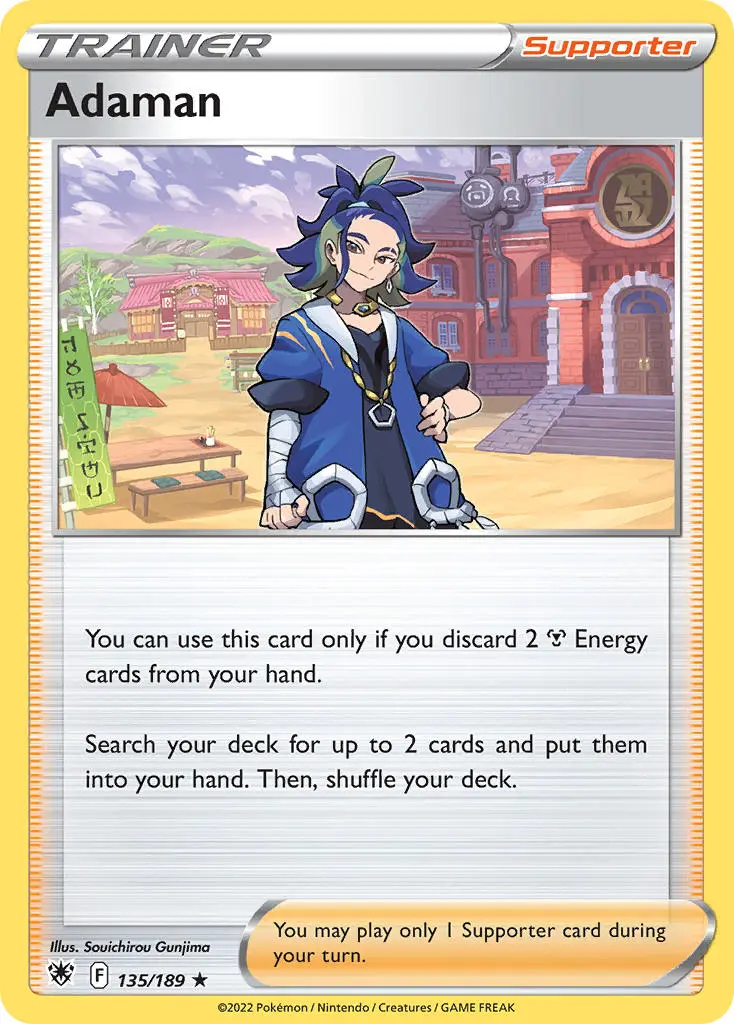 TRAINER
Supporter
Adaman
You can use this card only if you discard 2 Energy
cards from your hand.
Search your deck for up to 2 cards and put them
into your hand. Then, shuffle your deck.
Illus. Souichirou Gunjima
You may play only 1 Supporter card during
your turn.
F 135/189 ★
©2022 Pokémon / Nintendo / Creatures / GAME FREAK